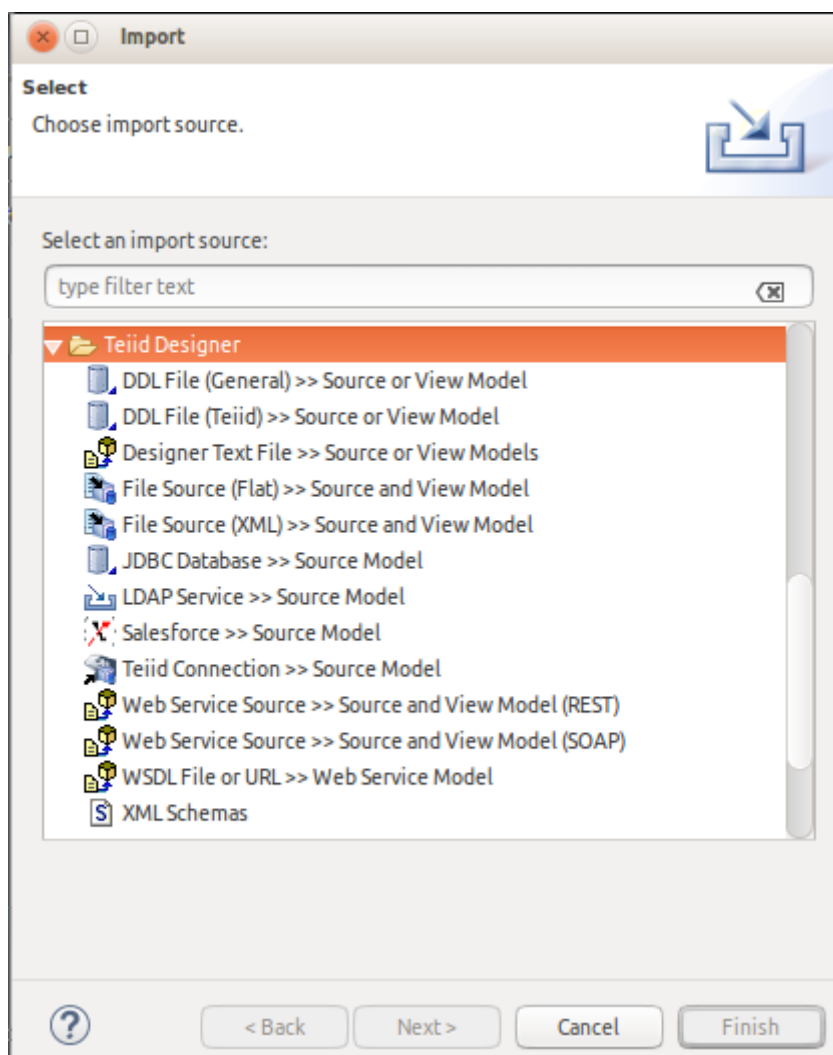 Import
Select
Choose import source.
Select an import source:
type filter text
Teiid Designer
DDL File (General) >> Source or View Model
DDL File (Teiid) >> Source or View Model
Designer Text File >> Source or View Models
File Source (Flat) >> Source and View Model
File Source (XML) >> Source and View Model
JDBC Database >> Source Model
LDAP Service >> Source Model
Salesforce >> Source Model
Teiid Connection >> Source Model
Web Service Source >> Source and View Model (REST)
Web Service Source >> Source and View Model (SOAP)
WSDL File or URL >> Web Service Model
XML Schemas
< Back Next > Cancel Finish